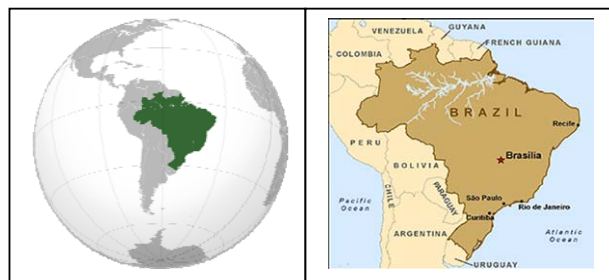 VENEZUELA
GUYANA
COLOMBIA
FRENCH GUIANA
BRAZIL
Recife
PERU
Brasília
BOLIVIA
PARAGUAY
São Paulo
Rio de Janeiro
CHILE
Curitiba
Pacific
Ocean
Atlantic
Ocean
ARGENTINA
URUGUAY